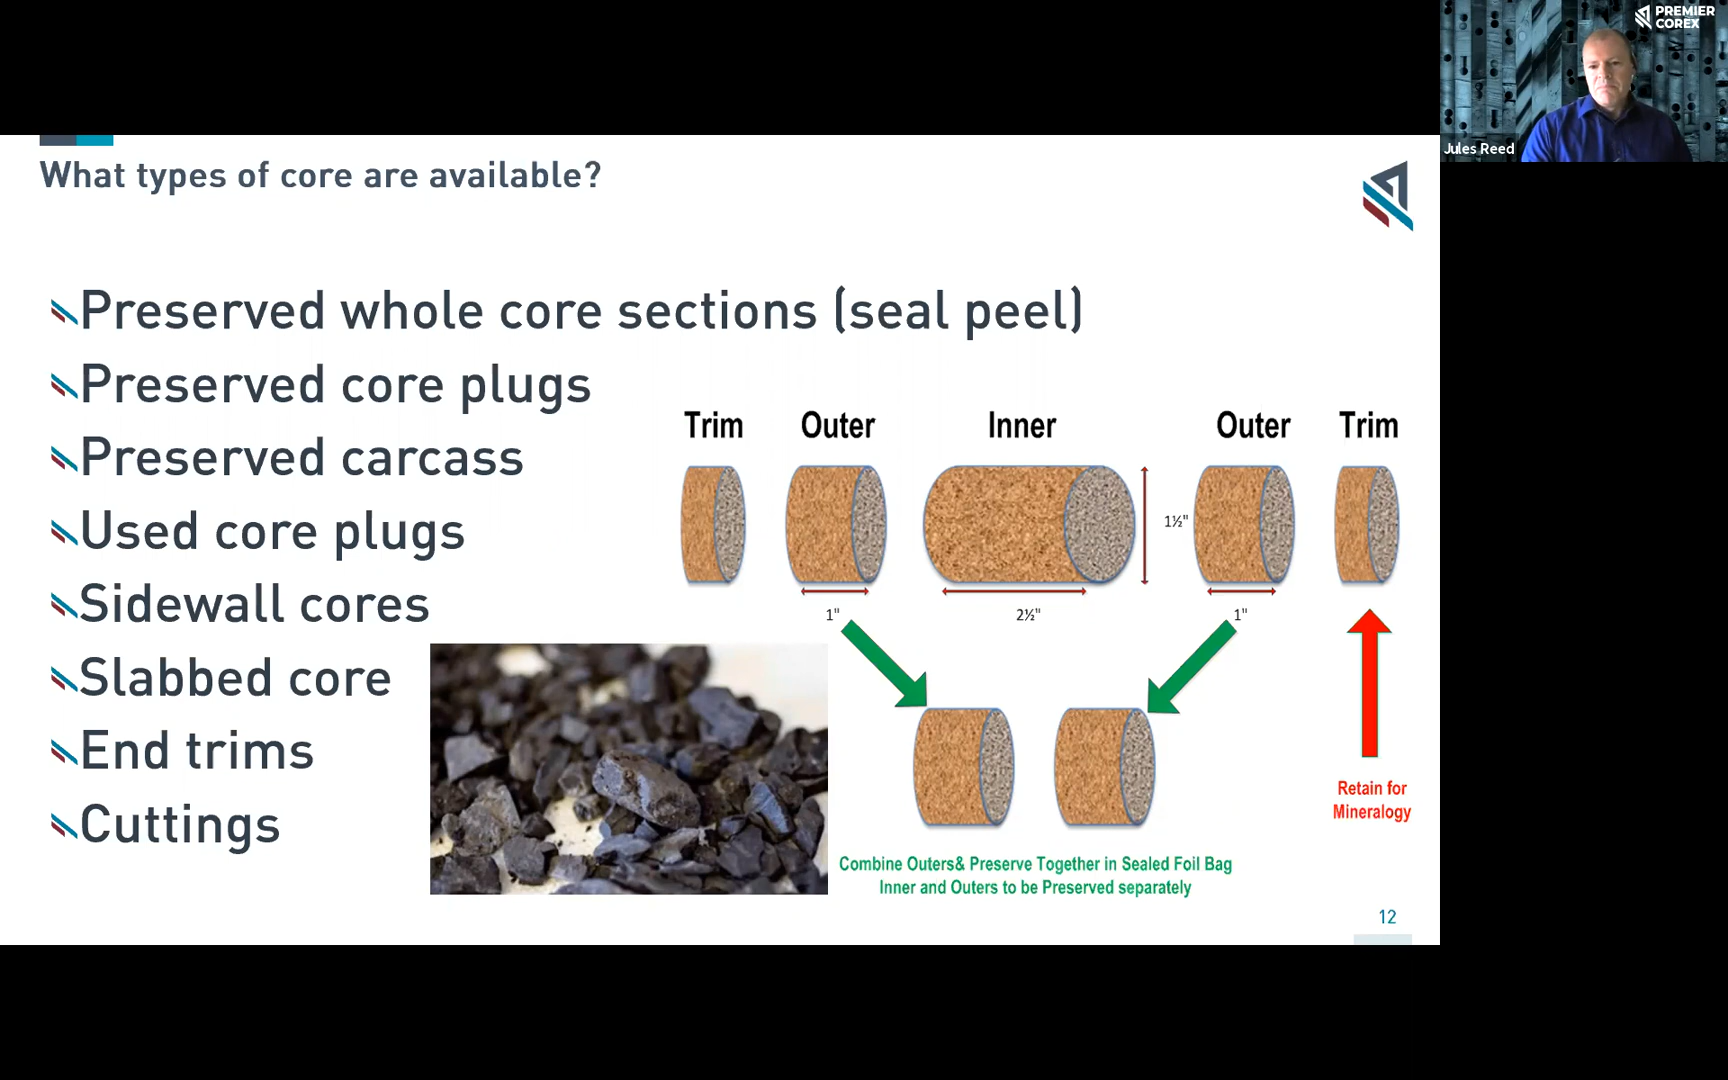 PREMIER
COREX
Jules Reed
What types of core are available?
Preserved whole core sections (seal peel)
Preserved core plugs
Preserved carcass
Used core plugs
Sidewall cores
Slabbed core
End trims
Cuttings
Trim Outer Inner Outer Trim
1½"
1" 2½" 1"
Retain for
Mineralogy
Combine Outers& Preserve Together in Sealed Foil Bag
Inner and Outers to be Preserved separately
12